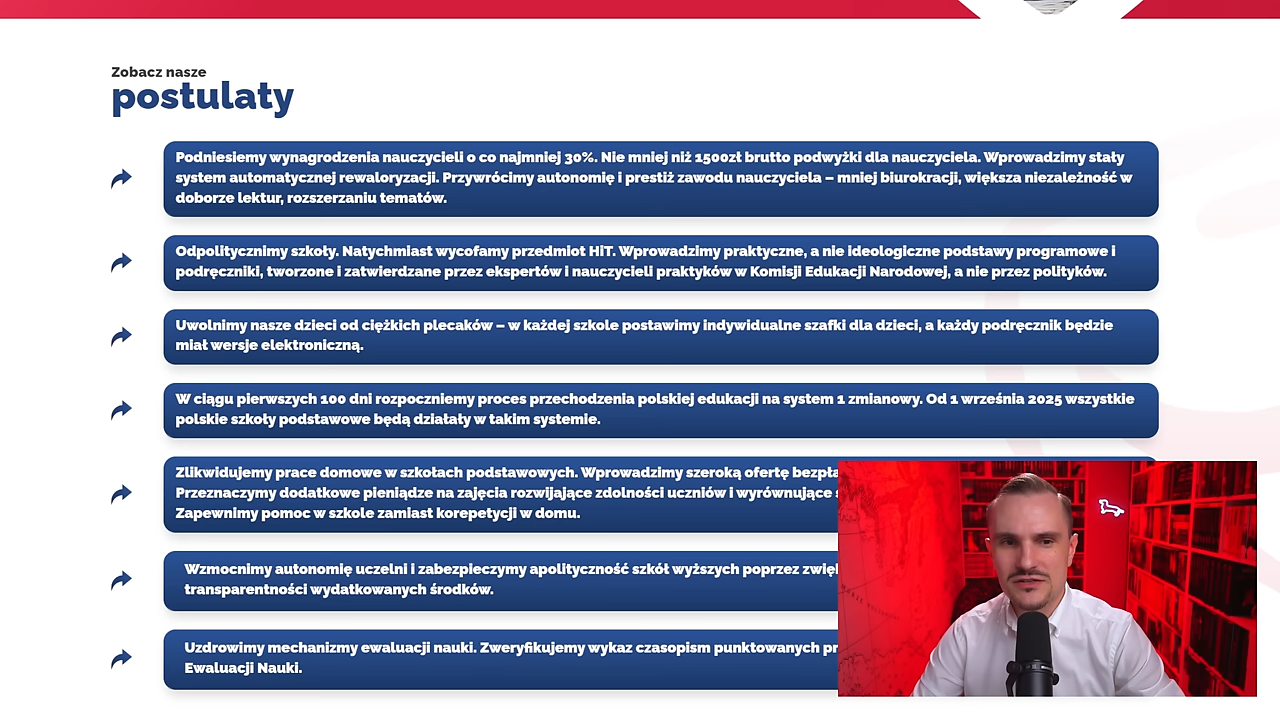 Zobacz nasze
postulaty
Podniesiemy wynagrodzenia nauczycieli o co najmniej 30%. Nie mniej niż 1500zł brutto podwyżki dla nauczyciela. Wprowadzimy stały
system automatycznej rewaloryzacji. Przywrócimy autonomię i prestiż zawodu nauczyciela – mniej biurokracji, większa niezależność w
doborze lektur, rozszerzaniu tematów.
Odpolitycznimy szkoły. Natychmiast wycofamy przedmiot HiT. Wprowadzimy praktyczne, a nie ideologiczne podstawy programowe i
podręczniki, tworzone i zatwierdzane przez ekspertów i nauczycieli praktyków w Komisji Edukacji Narodowej, a nie przez polityków.
Uwolnimy nasze dzieci od ciężkich plecaków – w każdej szkole postawimy indywidualne szafki dla dzieci, a każdy podręcznik będzie
miał wersje elektroniczną.
W ciągu pierwszych 100 dni rozpoczniemy proces przechodzenia polskiej edukacji na system 1 zmianowy. Od 1 września 2025 wszystkie
polskie szkoły podstawowe będą działały w takim systemie.
Zlikwidujemy prace domowe w szkołach podstawowych. Wprowadzimy szeroką ofertę
Przeznaczymy dodatkowe pieniądze na zajęcia rozwijające zdolności uczniów i wyrównujące
Zapewnimy pomoc w szkole zamiast korepetycji w domu.
Wzmocnimy autonomię uczelni i zabezpieczymy apolityczność szkół wyższych poprzez
transparentności wydatkowanych środków.
Uzdrowimy mechanizmy ewaluacji nauki. Zweryfikujemy wykaz czasopism punktowanych
Ewaluacji Nauki.